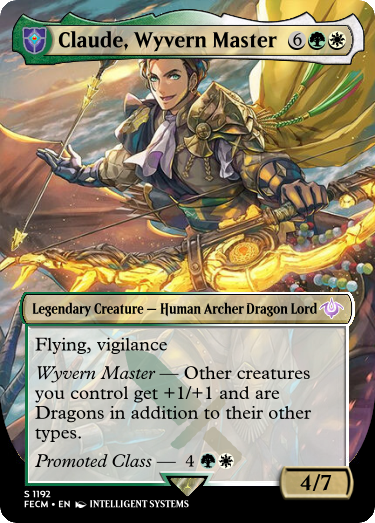 Claude, Wyvern Master 6
Legendary Creature — Human Archer Dragon Lord
Flying, vigilance
Wyvern Master — Other creatures
you control get +1/+1 and are
Dragons in addition to their other
types.
Promoted Class — 4
4/7
S 1192
FECM • EN INTELLIGENT SYSTEMS